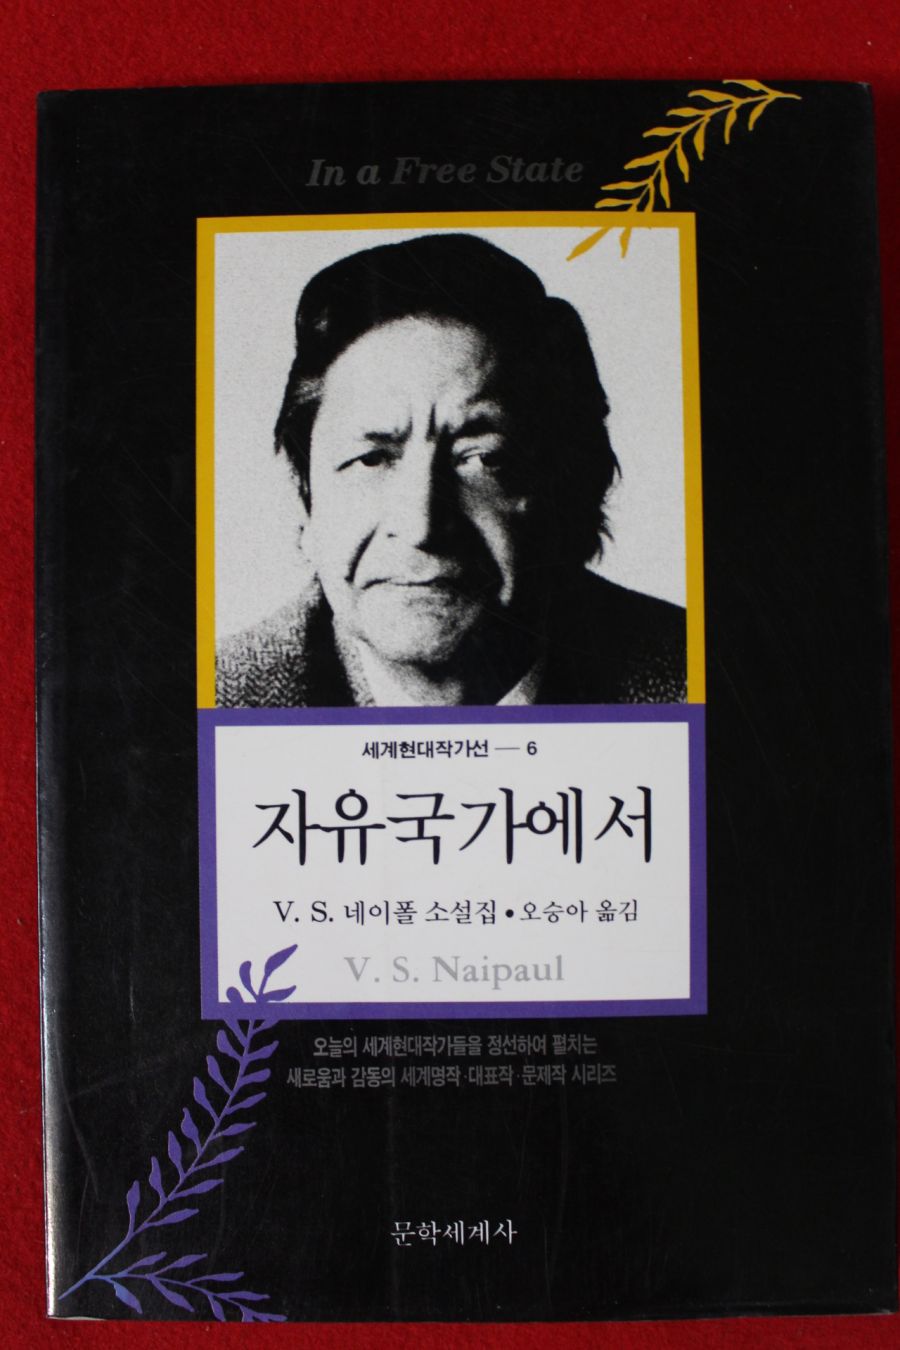 In a Free State
세계현대작가선 — 6
자유국가에서
V. S. 네이폴 소설집 • 오승아 옮김
V. S. Naipaul
오늘의 세계현대작가들을 정선하여 펼치는
새로움과 감동의 세계명작·대표작·문제작 시리즈
문학세계사